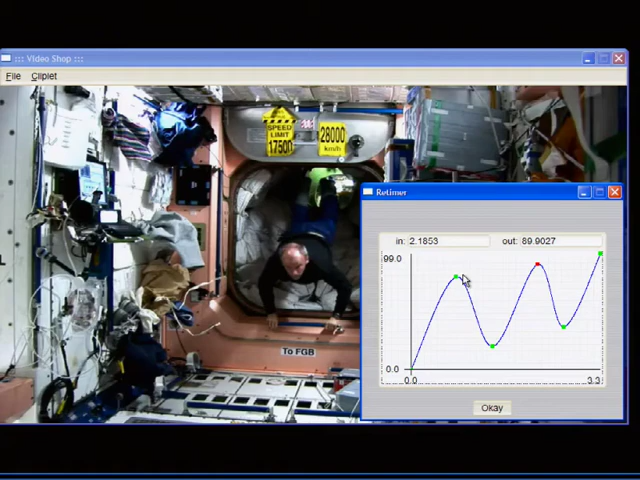 ::: Video Shop :::
File Cliplet
SPEED
LIMIT
17500
28000
km/h
To FGB
Retimer
in: 2.1853 out: 89.9027
99.0
0.0
0.0 3.3
Okay